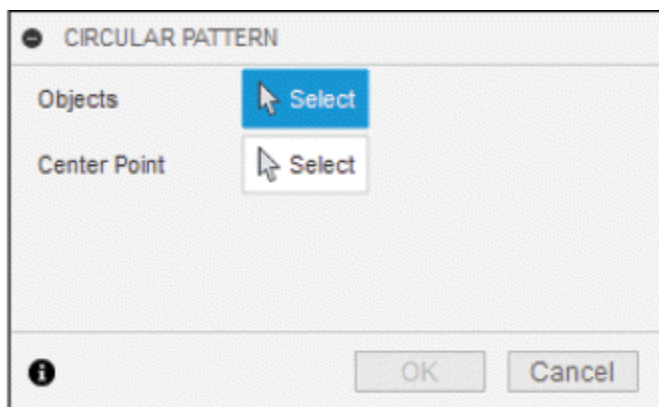 CIRCULAR PATTERN
Objects Select
Center Point Select
OK Cancel